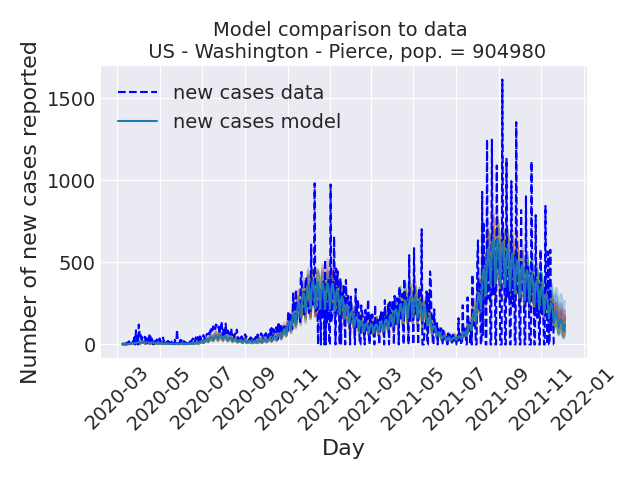 Model comparison to data
US - Washington - Pierce, pop. = 904980
Number of new cases reported
1500
1000
500
0
new cases data
new cases model
2020-03
2020-05
2020-07
2020-09
2020-11
2021-01
2021-03
2021-05
2021-07
2021-09
2021-11
2022-01
Day